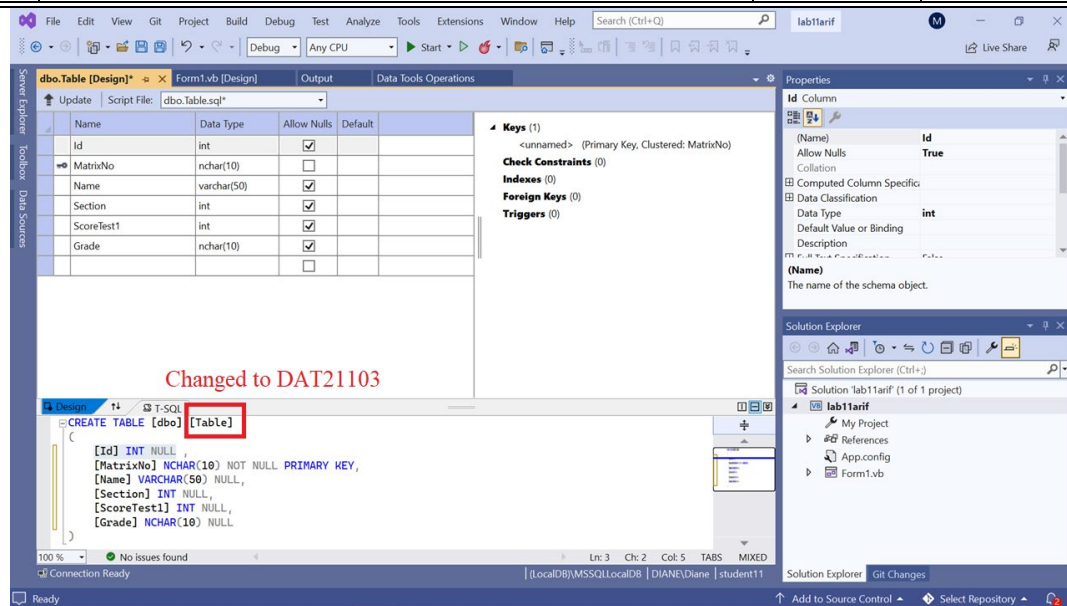 File Edit View Git Project Build Debug Test Analyze Tools Extensions Window Help Search (Ctrl+Q) lab11arif M
Debug Any CPU Start Live Share
Server Explorer
Toolbox
Data Sources
dbo.Table [Design]* Form1.vb [Design] Output Data Tools Operations
Update Script File: dbo.Table.sql*
Name Data Type Allow Nulls Default
Id int
MatrixNo nchar(10)
Name varchar(50)
Section int
ScoreTest1 int
Grade nchar(10)
Keys (1)
<unnamed> (Primary Key, Clustered: MatrixNo)
Check Constraints (0)
Indexes (0)
Foreign Keys (0)
Triggers (0)
Changed to DAT21103
Design T-SQL
CREATE TABLE [dbo] [Table]
(
[Id] INT NULL ,
[MatrixNo] NCHAR(10) NOT NULL PRIMARY KEY,
[Name] VARCHAR(50) NULL,
[Section] INT NULL,
[ScoreTest1] INT NULL,
[Grade] NCHAR(10) NULL
)
100 % No issues found Ln: 3 Ch: 2 Col: 5 TABS MIXED
Connection Ready (LocalDB)\MSSQLLocalDB DIANE\Diane student11
Properties
Id Column
(Name) Id
Allow Nulls True
Collation
Computed Column Specifica
Data Classification
Data Type int
Default Value or Binding
Description
(Name)
The name of the schema object.
Solution Explorer
Search Solution Explorer (Ctrl+;)
Solution 'lab11arif' (1 of 1 project)
VB lab11arif
My Project
References
App.config
Form1.vb
Solution Explorer Git Changes
Ready Add to Source Control Select Repository 2